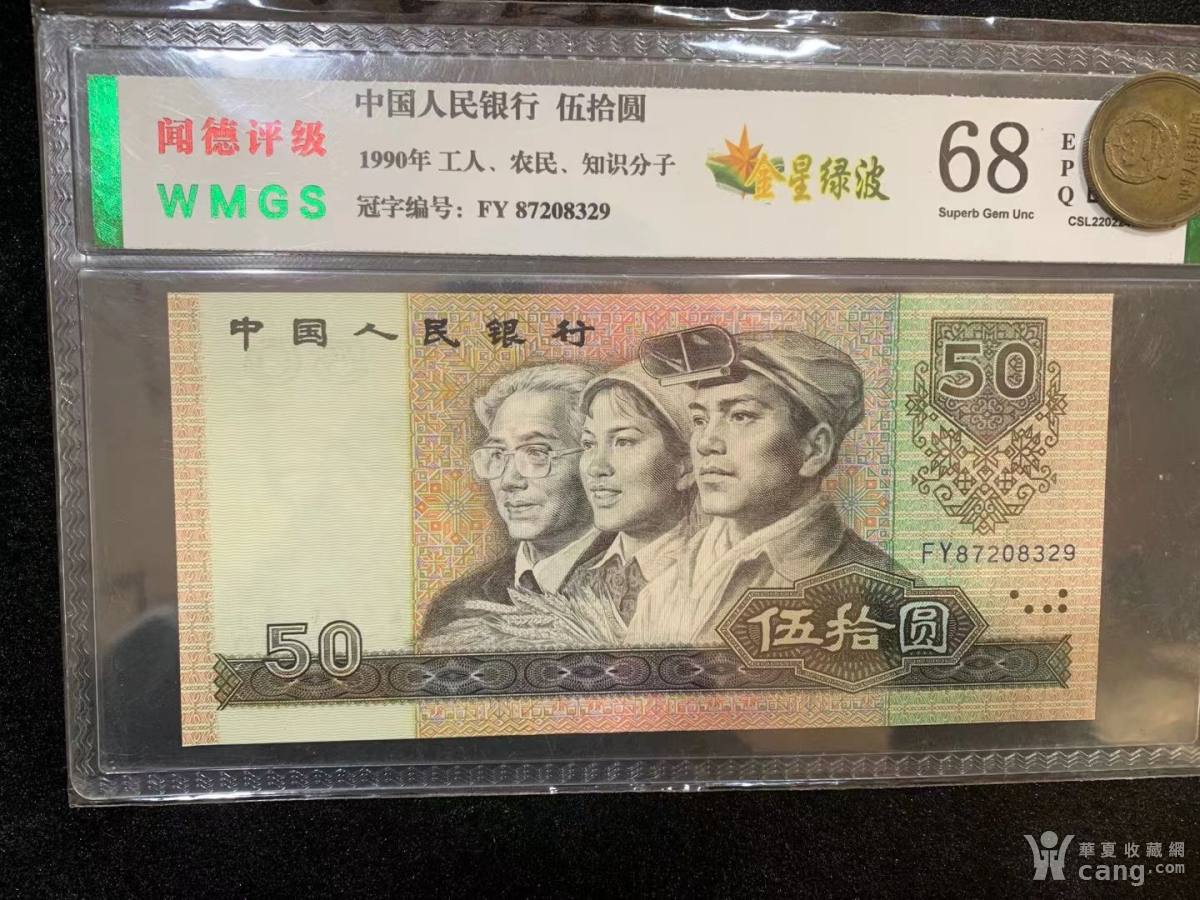 闻德评级
WMGS
中国人民银行 伍拾圆
1990年 工人、农民、知识分子
冠字编号：FY 87208329
金星绿波
68
Superb Gem Unc
E
P
Q
中国人民银行
50
FY87208329
50
伍拾圆
華夏收藏網
cang.com